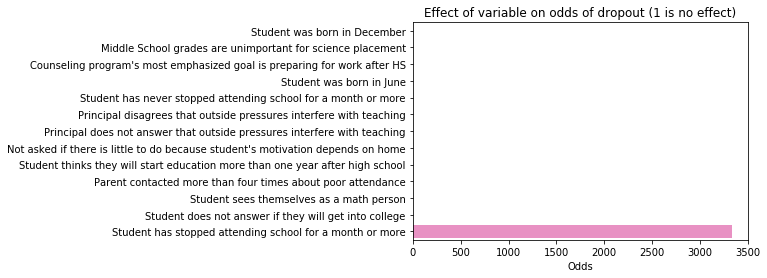 Effect of variable on odds of dropout (1 is no effect)
Student was born in December
Middle School grades are unimportant for science placement
Counseling program's most emphasized goal is preparing for work after HS
Student was born in June
Student has never stopped attending school for a month or more
Principal disagrees that outside pressures interfere with teaching
Principal does not answer that outside pressures interfere with teaching
Not asked if there is little to do because student's motivation depends on home
Student thinks they will start education more than one year after high school
Parent contacted more than four times about poor attendance
Student sees themselves as a math person
Student does not answer if they will get into college
Student has stopped attending school for a month or more
0 500 1000 1500 2000 2500 3000 3500
Odds